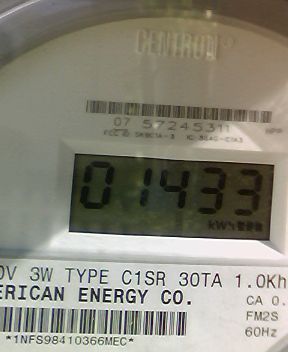 CENTRON
07 57245311
01433
kWh
0V 3W TYPE C1SR 30TA 1.0Kh
ERICAN ENERGY CO.
CA 0.
FM2S
60Hz
*1NFS98410366MEC*